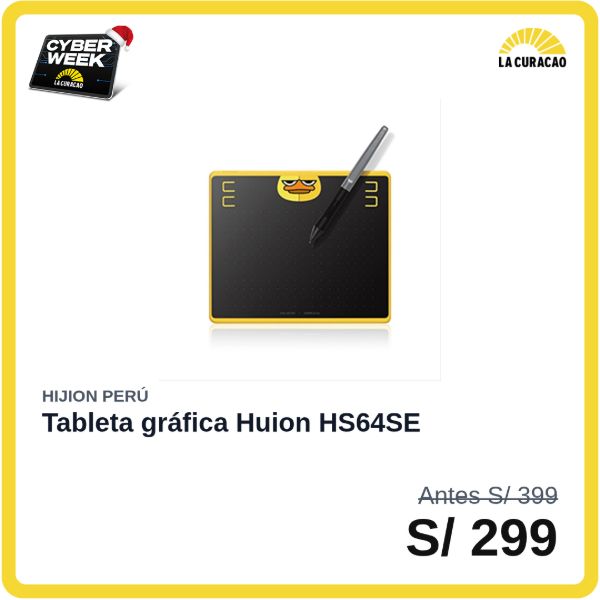 CYBER
WEEK
LA CURACAO
LA CURACAO
HIJION PERÚ
Tableta gráfica Huion HS64SE
Antes S/ 399
S/ 299